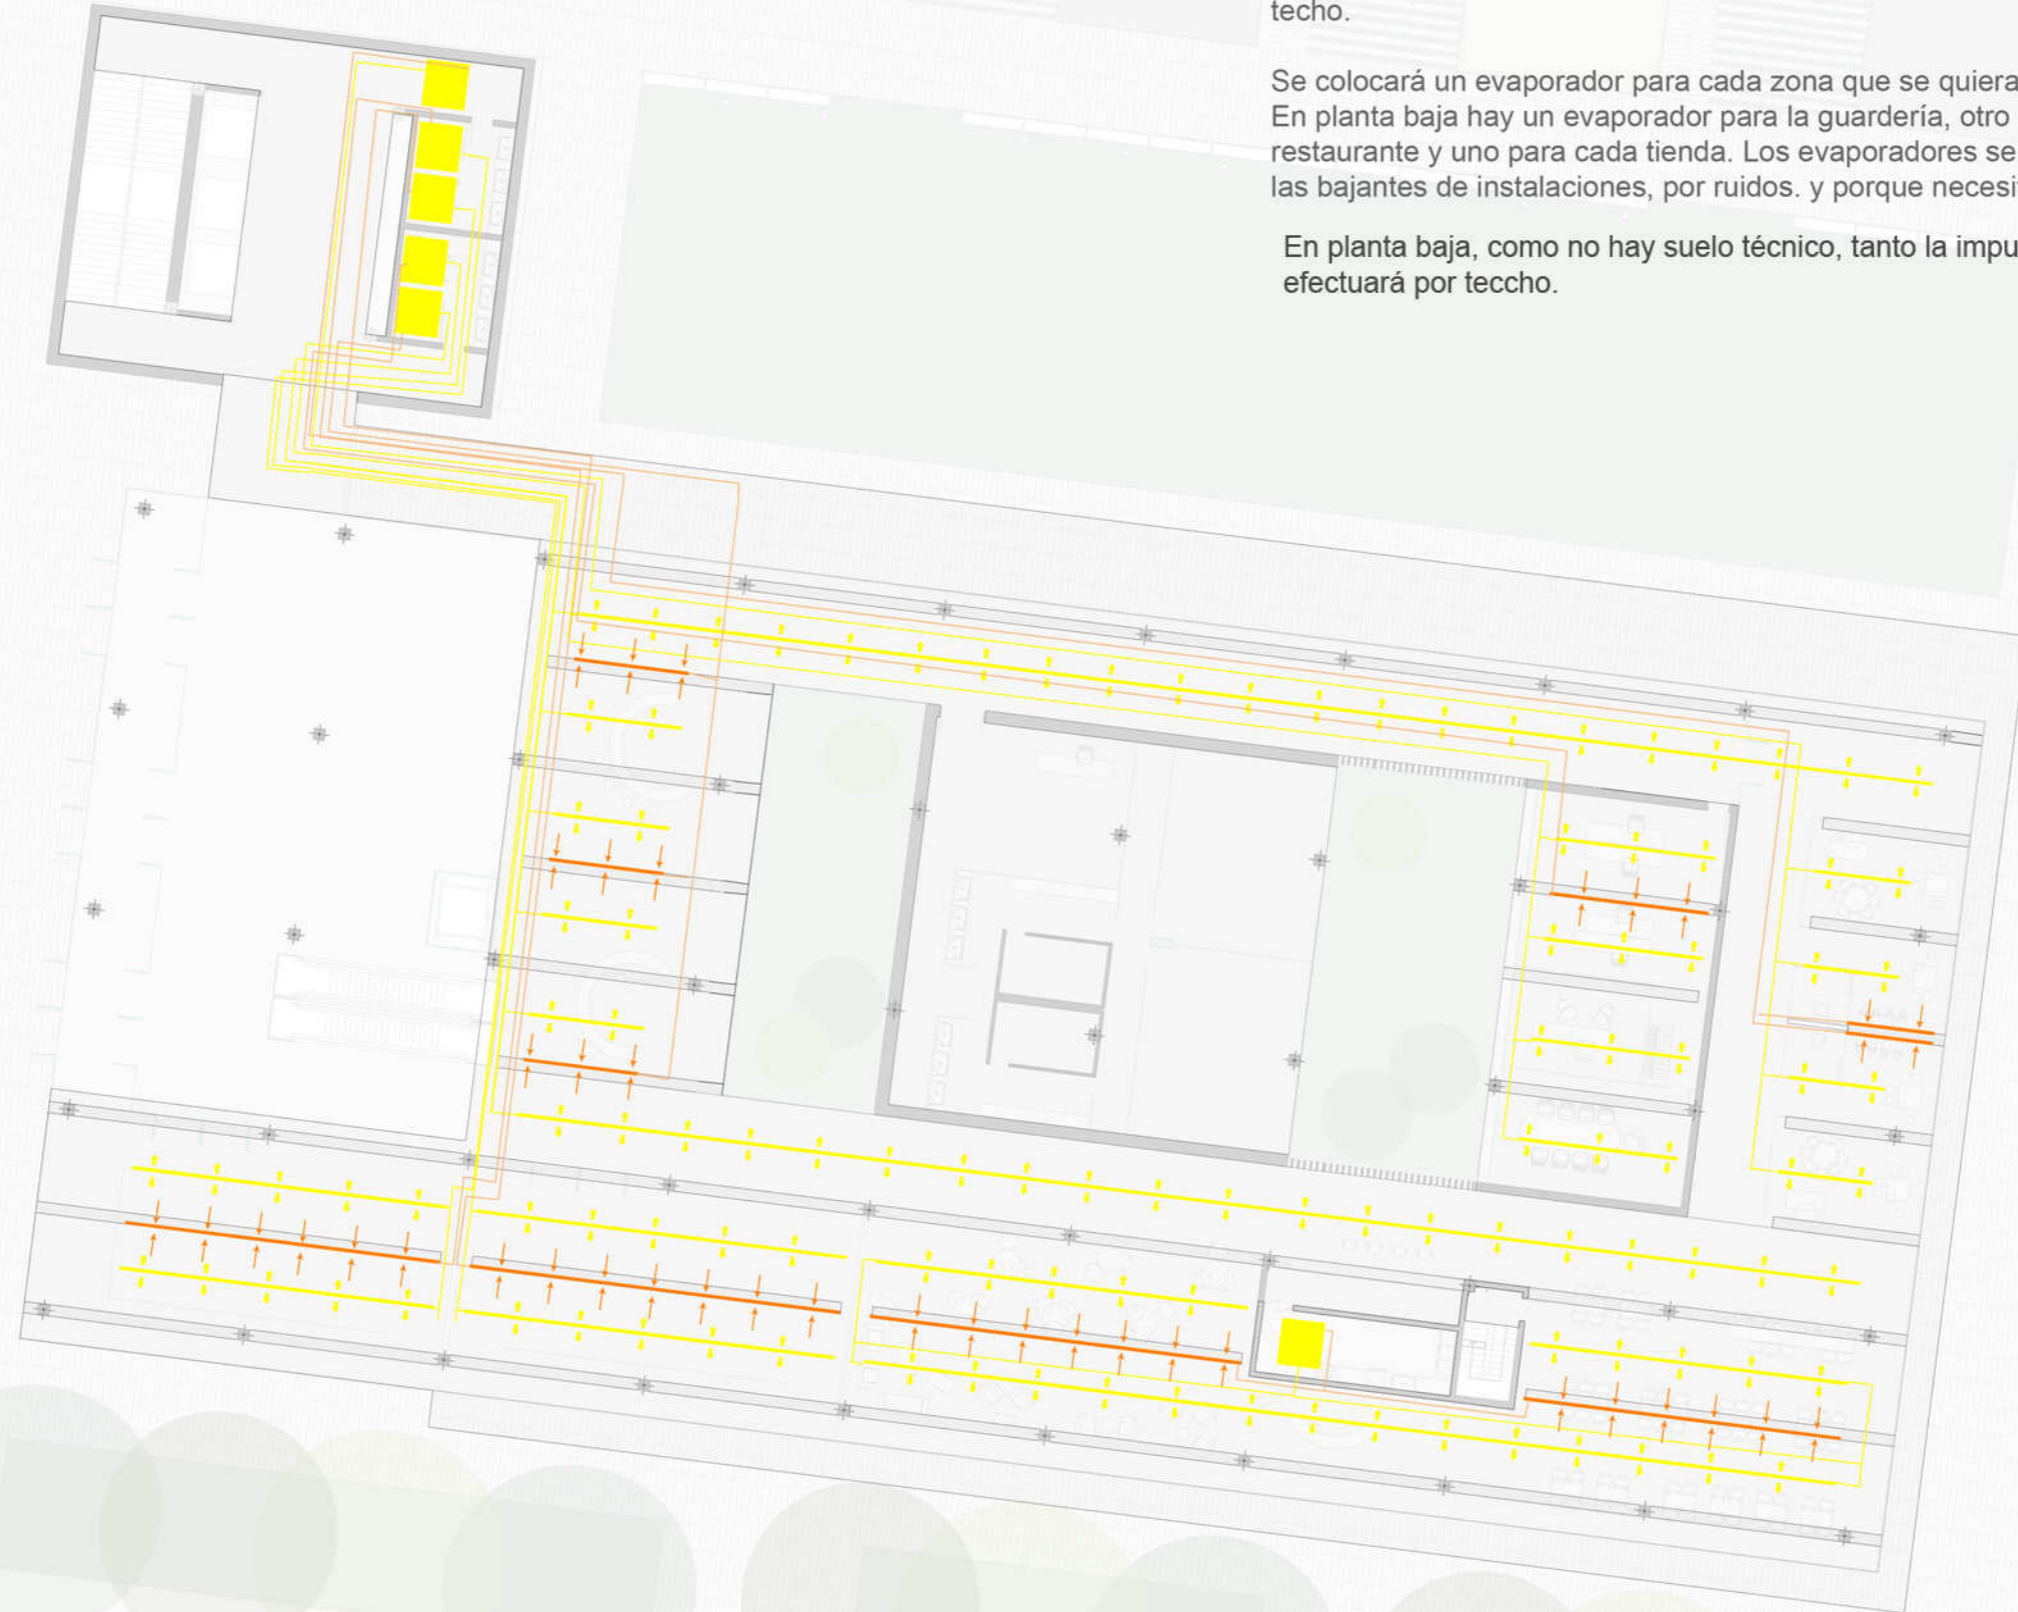 techo.
Se colocará un evaporador para cada zona que se quiera
En planta baja hay un evaporador para la guardería, otro
restaurante y uno para cada tienda. Los evaporadores se
las bajantes de instalaciones, por ruidos. y porque
En planta baja, como no hay suelo técnico, tanto la
efectuará por teccho.